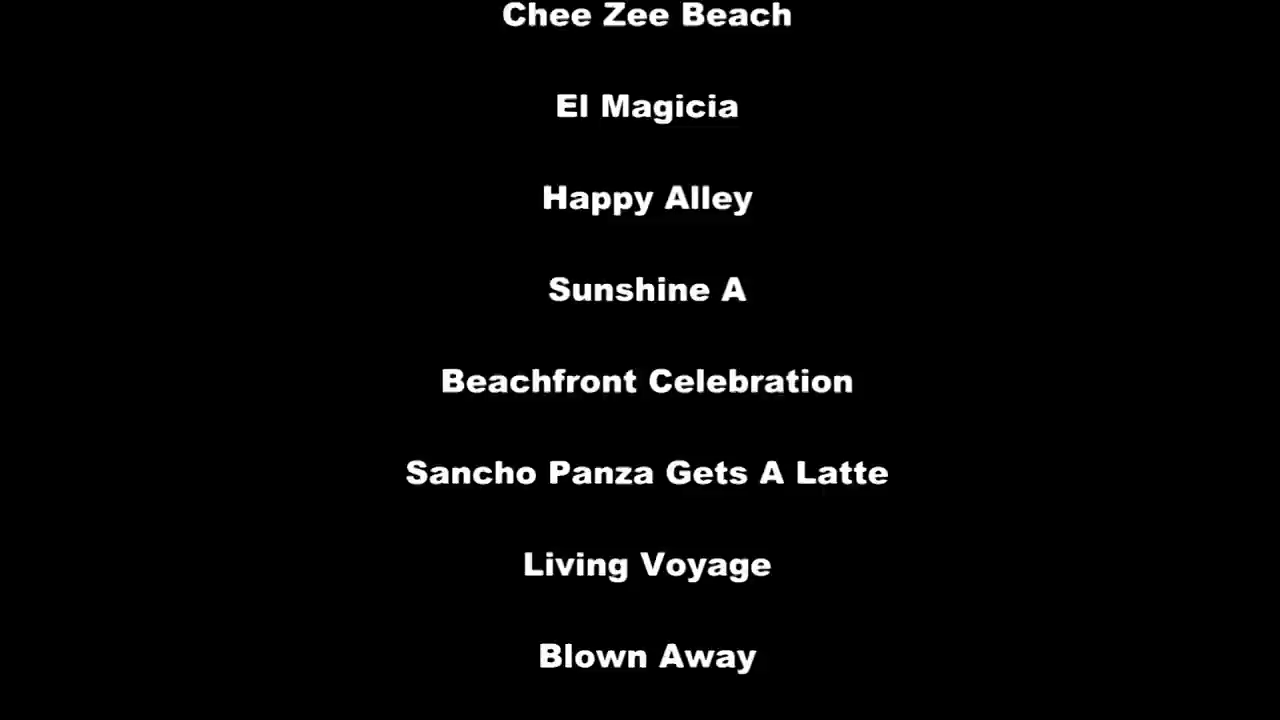 Chee Zee Beach
El Magicia
Happy Alley
Sunshine A
Beachfront Celebration
Sancho Panza Gets A Latte
Living Voyage
Blown Away